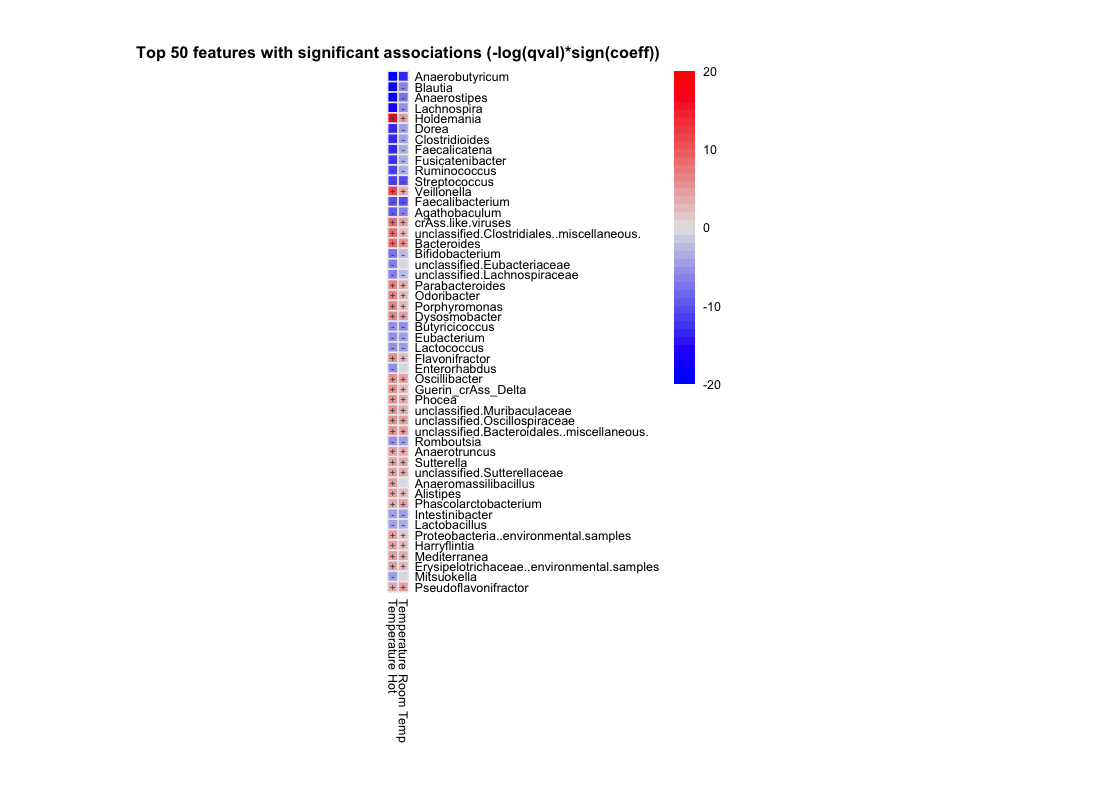 Top 50 features with significant associations (-log(qval)*sign(coeff))
Anaerobutyricum
Blautia
Anaerostipes
Lachnospira
Holdemania
Dorea
Clostridioides
Faecalicatena
Fusicatenibacter
Ruminococcus
Streptococcus
Veillonella
Faecalibacterium
Agathobaculum
crAss.like.viruses
unclassified.Clostridiales..miscellaneous.
Bacteroides
Bifidobacterium
unclassified.Eubacteriaceae
unclassified.Lachnospiraceae
Parabacteroides
Odoribacter
Porphyromonas
Dysosmobacter
Butyricicoccus
Eubacterium
Lactococcus
Flavonifractor
Enterorhabdus
Oscillibacter
Guerin_crAss_Delta
Phocea
unclassified.Muribaculaceae
unclassified.Oscillospiraceae
unclassified.Bacteroidales..miscellaneous.
Romboutsia
Anaerotruncus
Sutterella
unclassified.Sutterellaceae
Anaeromassilibacillus
Alistipes
Phascolarctobacterium
Intestinibacter
Lactobacillus
Proteobacteria..environmental.samples
Harryflintia
Mediterranea
Erysipelotrichaceae..environmental.samples
Mitsuokella
Pseudoflavonifractor
Temperature Hot
Temperature Room Temp
20
10
0
-10
-20